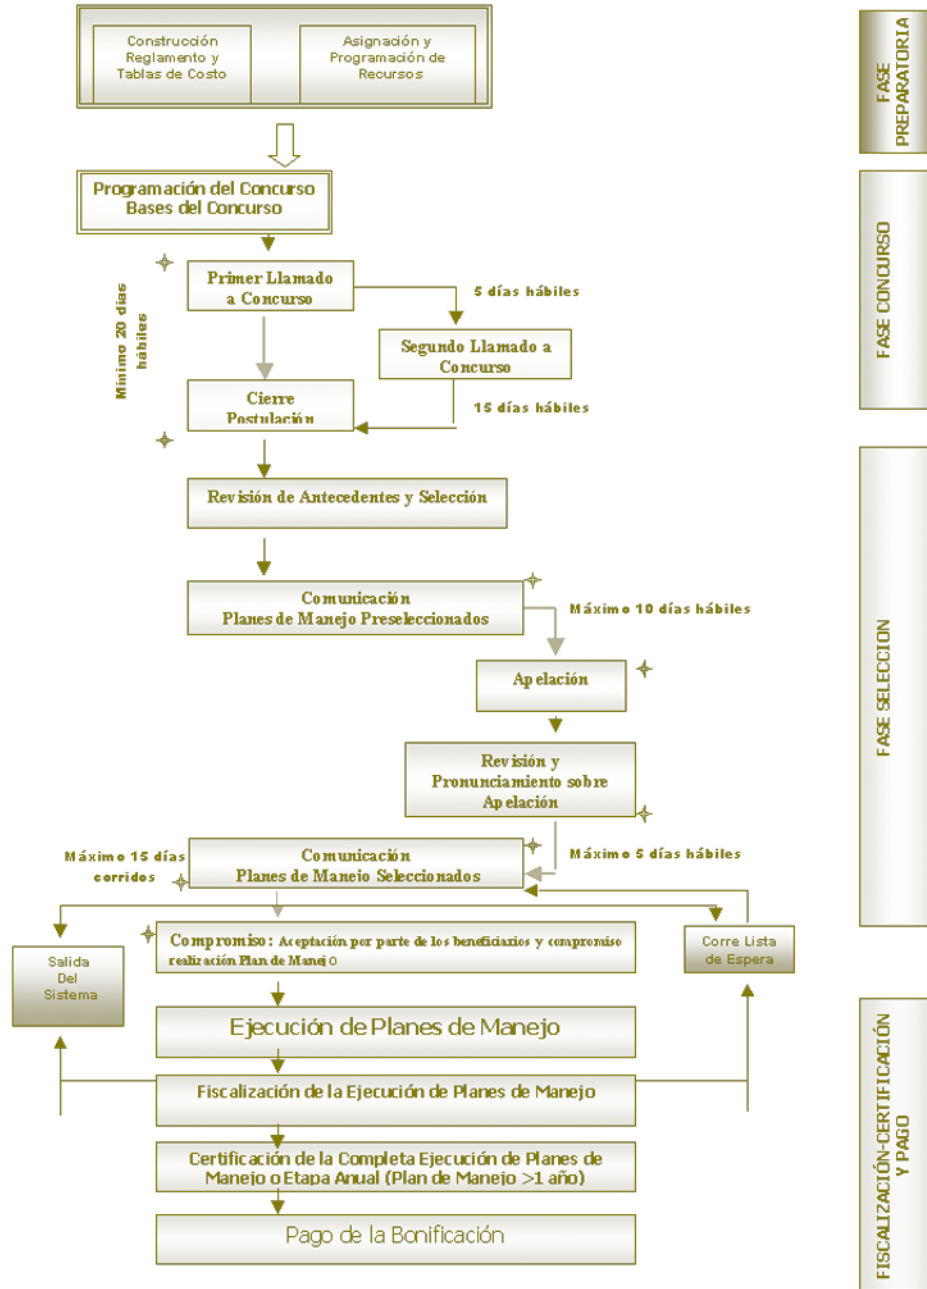 Construcción
Reglamento y
Tablas de Costo
Asignación y
Programación de
Recursos
FASE
PREPARATORIA
Programación del Concurso
Bases del Concurso
FASE CONCURSO
Primer Llamado
a Concurso
5 días hábiles
Mínimo 20 días
hábiles
Segundo Llamado a
Concurso
Cierre
Postulación
15 días hábiles
FASE SELECCION
Revisión de Antecedentes y Selección
Comunicación
Planes de Manejo Preseleccionados
Máximo 10 días hábiles
Apelación
Revisión y
Pronunciamiento sobre
Apelación
Máximo 15 días
corridos
Comunicación
Planes de Manejo Seleccionados
Máximo 5 días hábiles
Compromiso: Aceptación por parte de los beneficiarios y compromiso
realización Plan de Manejo
Salida
Del
Sistema
Corre Lista
de Espera
FISCALIZACIÓN-CERTIFICACIÓN
Y PAGO
Ejecución de Planes de Manejo
Fiscalización de la Ejecución de Planes de Manejo
Certificación de la Completa Ejecución de Planes de
Manejo o Etapa Anual (Plan de Manejo >1 año)
Pago de la Bonificación